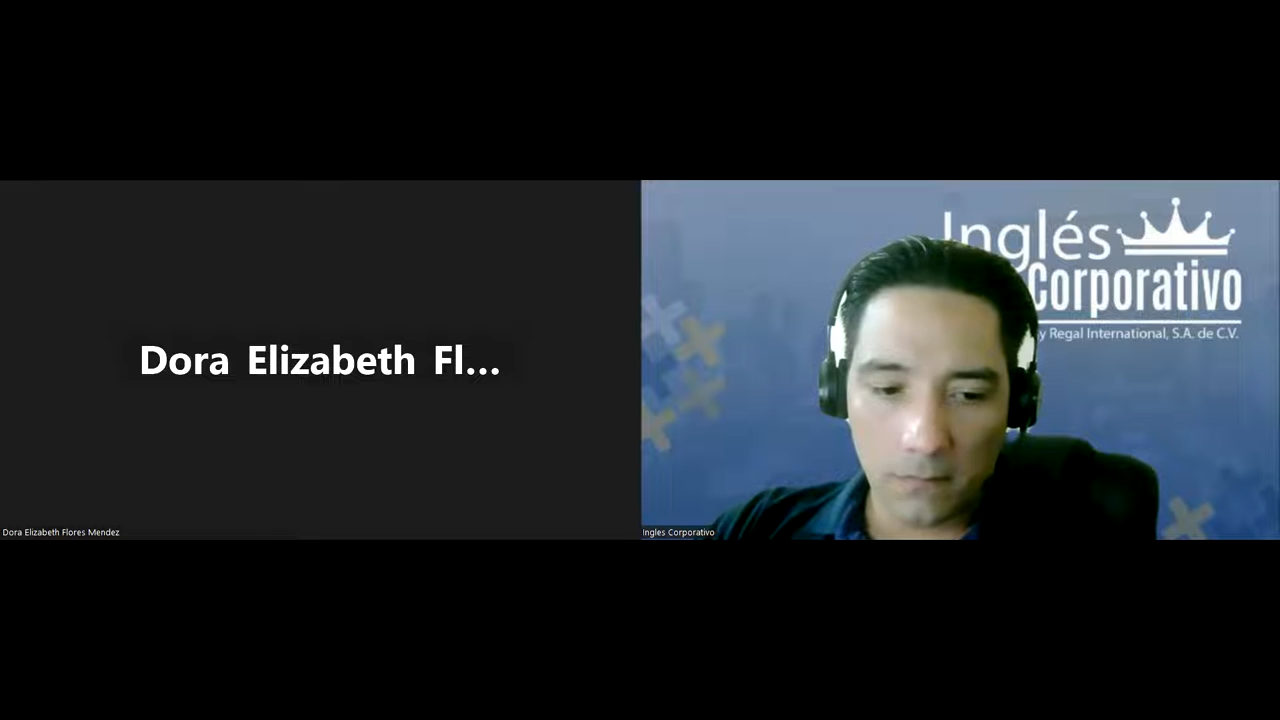 Dora Elizabeth Fl...
Dora Elizabeth Flores Mendez
Inglés
Corporativo
y Regal International, S.A. de C.V.
Ingles Corporativo